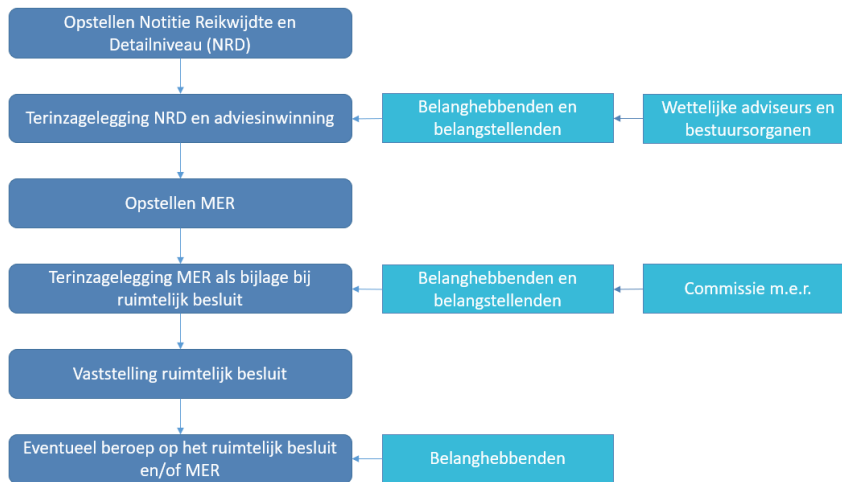 Opstellen Notitie Reikwijdte en
Detailniveau (NRD)
Terinzagelegging NRD en adviesinwinning
Belanghebbenden en
belangstellenden
Wettelijke adviseurs en
bestuursorganen
Opstellen MER
Terinzagelegging MER als bijlage bij
ruimtelijk besluit
Belanghebbenden en
belangstellenden
Commissie m.e.r.
Vaststelling ruimtelijk besluit
Eventueel beroep op het ruimtelijk besluit
en/of MER
Belanghebbenden